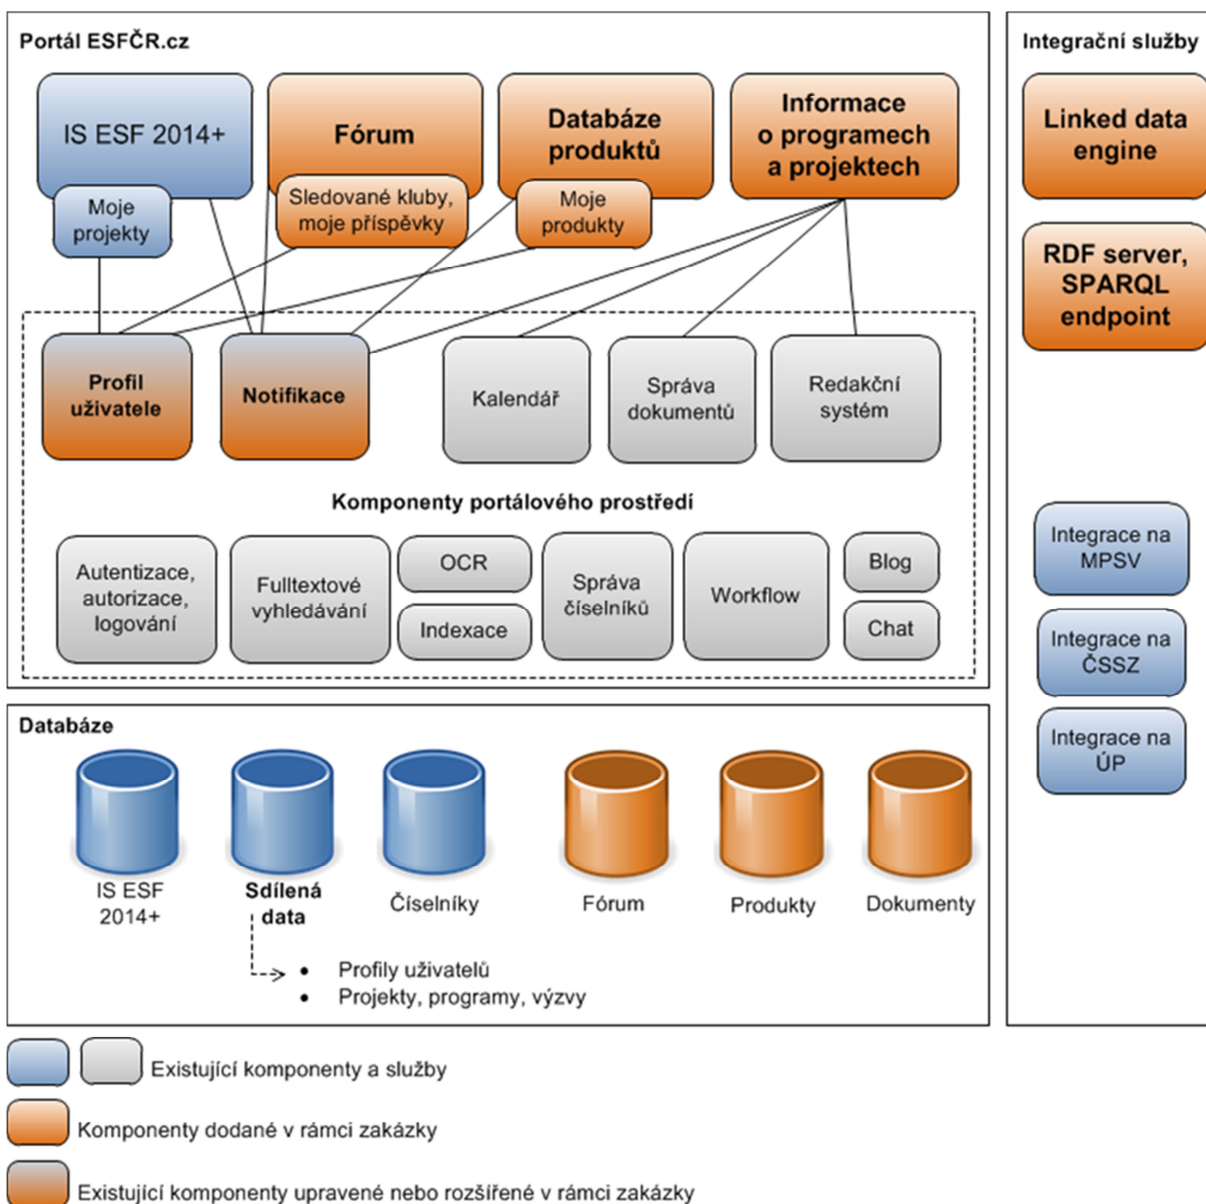 Portál ESFČR.cz
IS ESF 2014+
Moje
projekty
Fórum
Sledované kluby,
moje příspěvky
Databáze
produktů
Moje
produkty
Informace
o programech
a projektech
Profil
uživatele
Notifikace
Kalendář
Správa
dokumentů
Redakční
systém
Komponenty portálového prostředí
Autentizace,
autorizace,
logování
Fulltextové
vyhledávání
OCR
Indexace
Správa
číselníků
Workflow
Blog
Chat
Integrační služby
Linked data
engine
RDF server,
SPARQL
endpoint
Integrace na
MPSV
Integrace na
ČSSZ
Integrace na
ÚP
Databáze
IS ESF
2014+
Sdílená
data
Číselníky
Fórum
Produkty
Dokumenty
• Profily uživatelů
• Projekty, programy, výzvy
Existující komponenty a služby
Komponenty dodané v rámci zakázky
Existující komponenty upravené nebo rozšířené v rámci zakázky